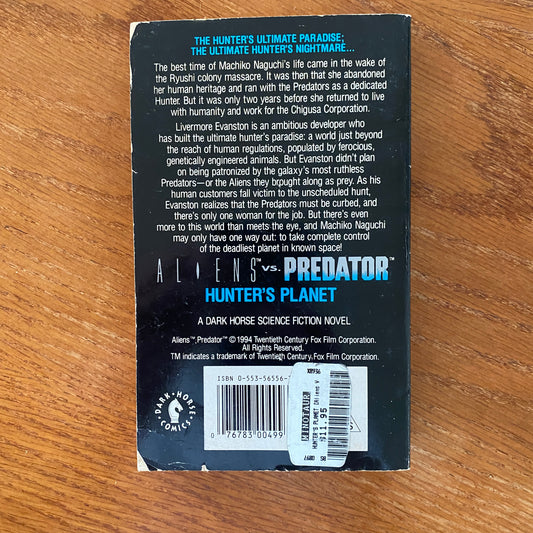 THE HUNTER'S ULTIMATE PARADISE;
THE ULTIMATE HUNTER'S NIGHTMARE...
The best time of Machiko Naguchi's life came in the wake of
the Ryushi colony massacre. It was then that she abandoned
her human heritage and ran with the Predators as a dedicated
Hunter. But it was only two years before she returned to live
with humanity and work for the Chigusa Corporation.
Livermore Evanston is an ambitious developer who
has built the ultimate hunter's paradise: a world just beyond
the reach of human regulations, populated by ferocious,
genetically engineered animals. But Evanston didn't plan
on being patronized by the galaxy's most ruthless
Predators—or the Aliens they brought along as prey. As his
human customers fall victim to the unscheduled hunt,
Evanston realizes that the Predators must be curbed, and
there's only one woman for the job. But there's even
more to this world than meets the eye, and Machiko Naguchi
may only have one way out: to take complete control
of the deadliest planet in known space!
ALIENS™ vs. PREDATOR™
HUNTER'S PLANET
A DARK HORSE SCIENCE FICTION NOVEL
Aliens™, Predator™ © 1994 Twentieth Century Fox Film Corporation.
All Rights Reserved.
TM indicates a trademark of Twentieth Century Fox Film Corporation.
ISBN 0-553-56556-
0 76783 00499
DARK HORSE
COMICS
MINOTAUR
HUNTER'S PLANET
11.95